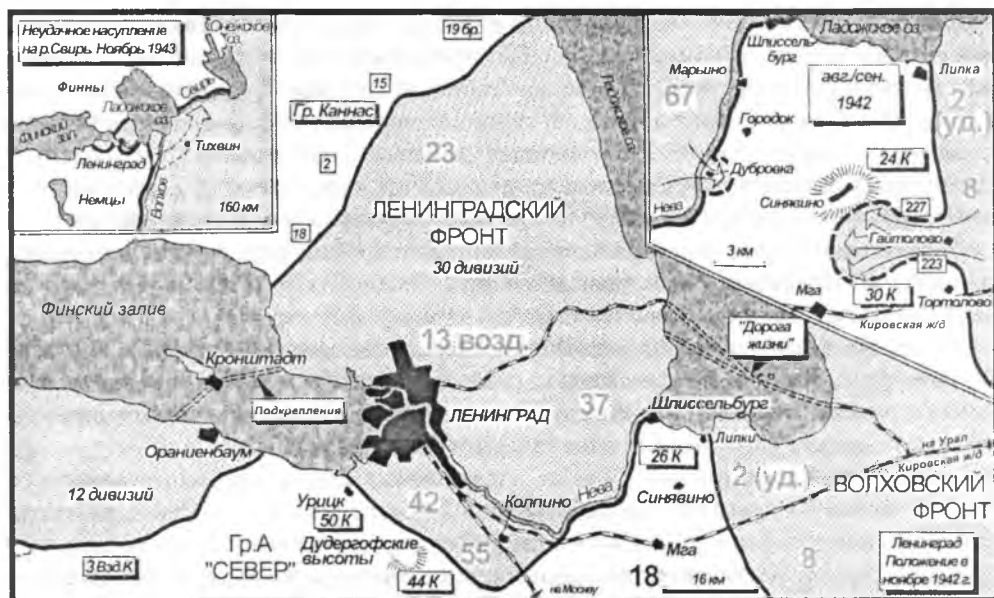 Неудачное наступление
на р.Свирь Ноябрь 1943
Онежское
оз.
Финны
Свирь
Ладожское
оз.
Финский
зал.
Ленинград
Тихвин
Волхов
Немцы
160 км
19 бр.
15
Гр. Каннас
2
18
23
ЛЕНИНГРАДСКИЙ
ФРОНТ
30 дивизий
Ладожское оз.
Ладожское оз.
Шлиссель
бург
Липка
Марьино
авг./сен.
1942
67
2
(уд.)
Городок
24 К
Дубровка
Синякино
8
Нева
227
Гайтолово
223
3 км
30 К
Мга
Тортолово
Кировская ж/д
Финский залив
13 возд.
"Дорога
жизни"
Кронштадт
Подкрепления
ЛЕНИНГРАД
37
Шлиссельбург
Ораниенбаум
Липки
26 К
на Урал
Кировская ж/д
12 дивизий
Урицк
50 К
42
Колпино
Нева
Синявино
2 (уд.)
ВОЛХОВСКИЙ
ФРОНТ
Гр.А
"СЕВЕР"
Дудергофские
высоты
55
Мга
3 Взд.К
44 К
на Москву
18
16 км
8
Ленинград
Положение в
ноябре 1942 г.